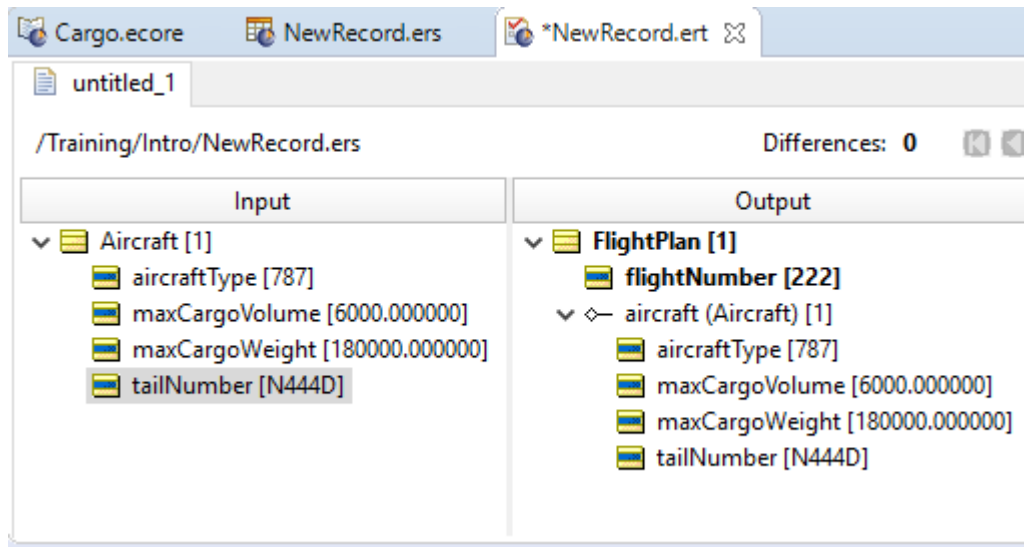 Cargo.ecore NewRecord.ers *NewRecord.ert
untitled_1
/Training/Intro/NewRecord.ers Differences: 0
Input Output
Aircraft [1] FlightPlan [1]
aircraftType [787] flightNumber [222]
maxCargoVolume [6000.000000] aircraft (Aircraft) [1]
maxCargoWeight [180000.000000] aircraftType [787]
tailNumber [N444D] maxCargoVolume [6000.000000]
maxCargoWeight [180000.000000]
tailNumber [N444D]